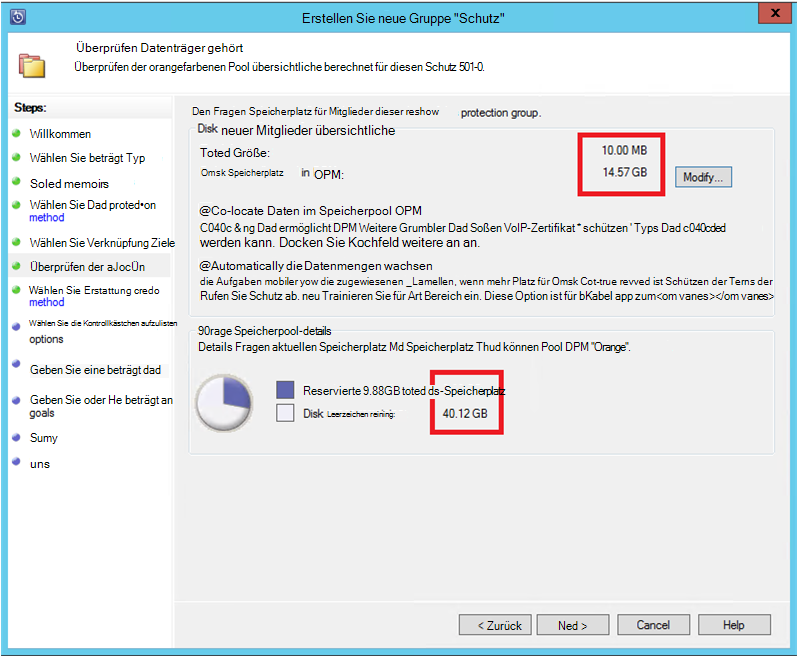 Erstellen Sie neue Gruppe "Schutz"
x
Überprüfen Datenträger gehört
Überprüfen der orangefarbenen Pool übersichtliche berechnet für diesen Schutz 501-0.
Steps:
Willkommen
Wählen Sie beträgt Typ
Soled memoirs
Wählen Sie Dad proted•on
method
Wählen Sie Verknüpfung Ziele
Überprüfen der aJocÜn
Wählen Sie Erstattung credo
method
Wählen Sie die Kontrollkästchen aufzulisten
options
Geben Sie eine beträgt dad
Geben Sie oder He beträgt an
goals
Sumy
uns
Den Fragen Speicherplatz für Mitglieder dieser reshow protection group.
Disk neuer Mitglieder übersichtliche
Toted Größe: 10.00 MB
Omsk Speicherplatz in OPM: 14.57 GB
Modify...
@Co-locate Daten im Speicherpool OPM
C040c & ng Dad ermöglicht DPM Weitere Grumbler Dad Soßen VoIP-Zertifikat * schützen ' Typs Dad c040cded
werden kann. Docken Sie Kochfeld weitere an an.
@Automatically die Datenmengen wachsen
die Aufgaben mobiler yow die zugewiesenen _Lamellen, wenn mehr Platz für Omsk Cot-true revved ist Schützen der Tems der
Rufen Sie Schutz ab. neu Trainieren Sie für Art Bereich ein. Diese Option ist für bKabel app zum<om vanes></om vanes>
90rage Speicherpool-details
Details Fragen aktuellen Speicherplatz Md Speicherplatz Thud können Pool DPM "Orange".
Reservierte 9.88GB toted ds-Speicherplatz
Disk Leerzeichen reining: 40.12 GB
< Zurück
Ned >
Cancel
Help